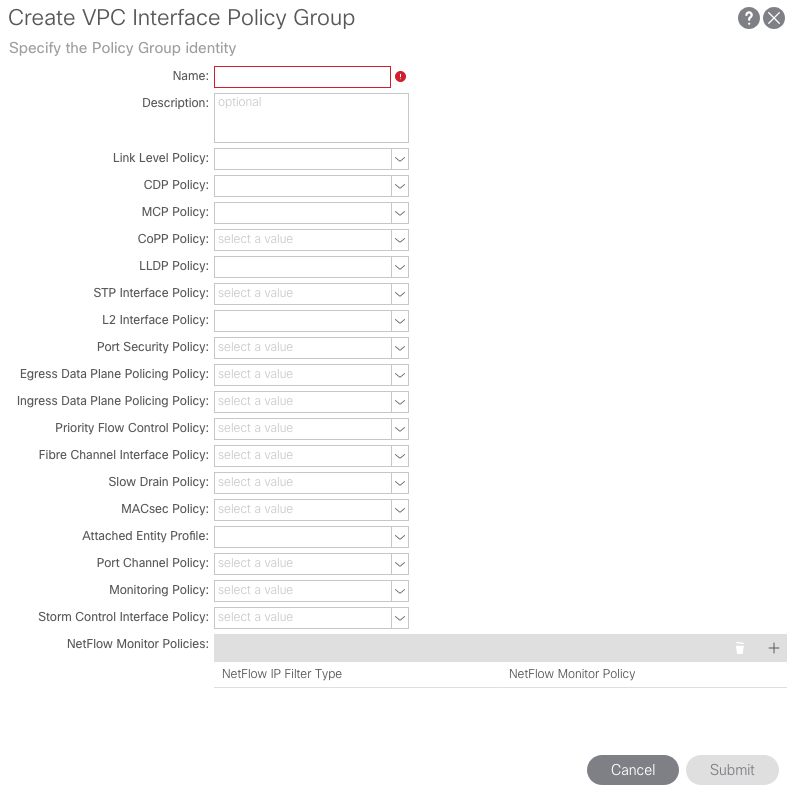 Create VPC Interface Policy Group
Specify the Policy Group identity
Name:
Description: optional
Link Level Policy:
CDP Policy:
MCP Policy:
CoPP Policy: select a value
LLDP Policy:
STP Interface Policy: select a value
L2 Interface Policy:
Port Security Policy: select a value
Egress Data Plane Policing Policy: select a value
Ingress Data Plane Policing Policy: select a value
Priority Flow Control Policy: select a value
Fibre Channel Interface Policy: select a value
Slow Drain Policy: select a value
MACsec Policy: select a value
Attached Entity Profile:
Port Channel Policy: select a value
Monitoring Policy: select a value
Storm Control Interface Policy: select a value
NetFlow Monitor Policies:
NetFlow IP Filter Type NetFlow Monitor Policy
Cancel Submit